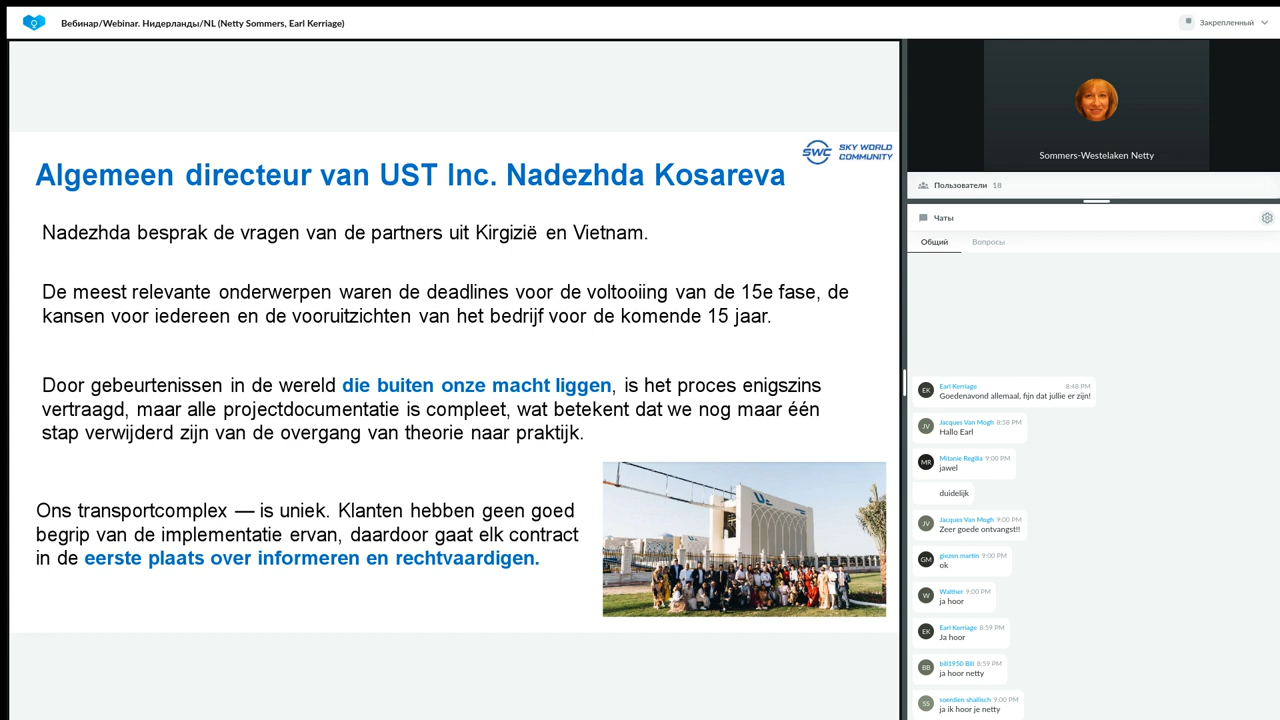 Вебинар/Webinar. Нидерланды/NL (Netty Sommers, Earl Kerriage)
Закрепленный
SWC SKY WORLD
COMMUNITY
Algemeen directeur van UST Inc. Nadezhda Kosareva
Nadezhda besprak de vragen van de partners uit Kirgizië en Vietnam.
De meest relevante onderwerpen waren de deadlines voor de voltooiing van de 15e fase, de
kansen voor iedereen en de vooruitzichten van het bedrijf voor de komende 15 jaar.
Door gebeurtenissen in de wereld die buiten onze macht liggen, is het proces enigszins
vertraagd, maar alle projectdocumentatie is compleet, wat betekent dat we nog maar één
stap verwijderd zijn van de overgang van theorie naar praktijk.
Ons transportcomplex — is uniek. Klanten hebben geen goed
begrip van de implementatie ervan, daardoor gaat elk contract
in de eerste plaats over informeren en rechtvaardigen.
Sommers-Westelaken Netty
Пользователи 18
Чаты
Общий Вопросы
EK Earl Kerriage 8:48 PM
Goedenavond allemaal, fijn dat jullie er zijn!
JV Jacques Van Mogh 8:58 PM
Hallo Earl
MR Mitanie Regilia 9:00 PM
jawel
duidelijk
JV Jacques Van Mogh 9:00 PM
Zeer goede ontvangst!!
GM giezen martin 9:00 PM
ok
W Walther 9:00 PM
ja hoor
EK Earl Kerriage 8:59 PM
Ja hoor
BB bill1950 Bill 8:59 PM
ja hoor netty
SS soerdien shailisch 9:00 PM
ja ik hoor je netty